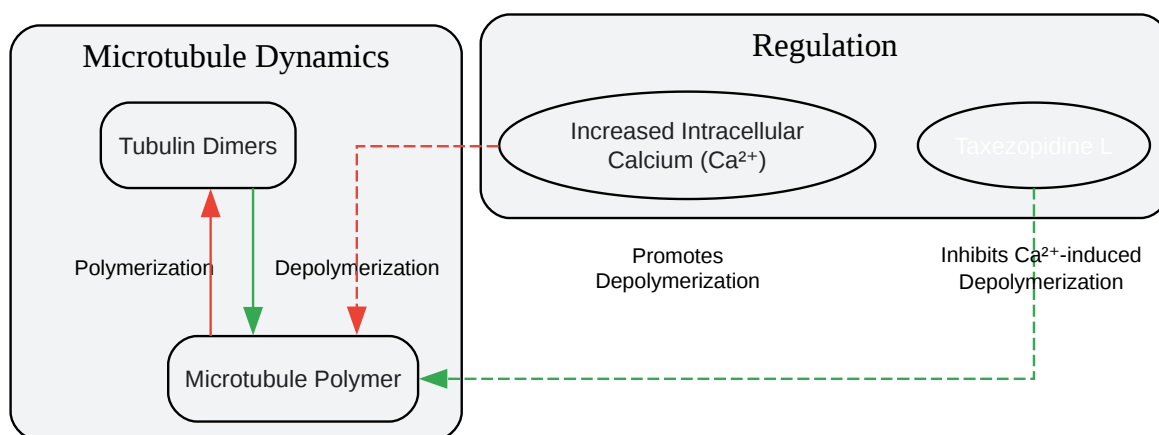 Microtubule Dynamics
Regulation
Tubulin Dimers
Increased Intracellular
Calcium (Ca²⁺)
Taxezopidine L
Polymerization
Depolymerization
Promotes
Depolymerization
Inhibits Ca²⁺-induced
Depolymerization
Microtubule Polymer